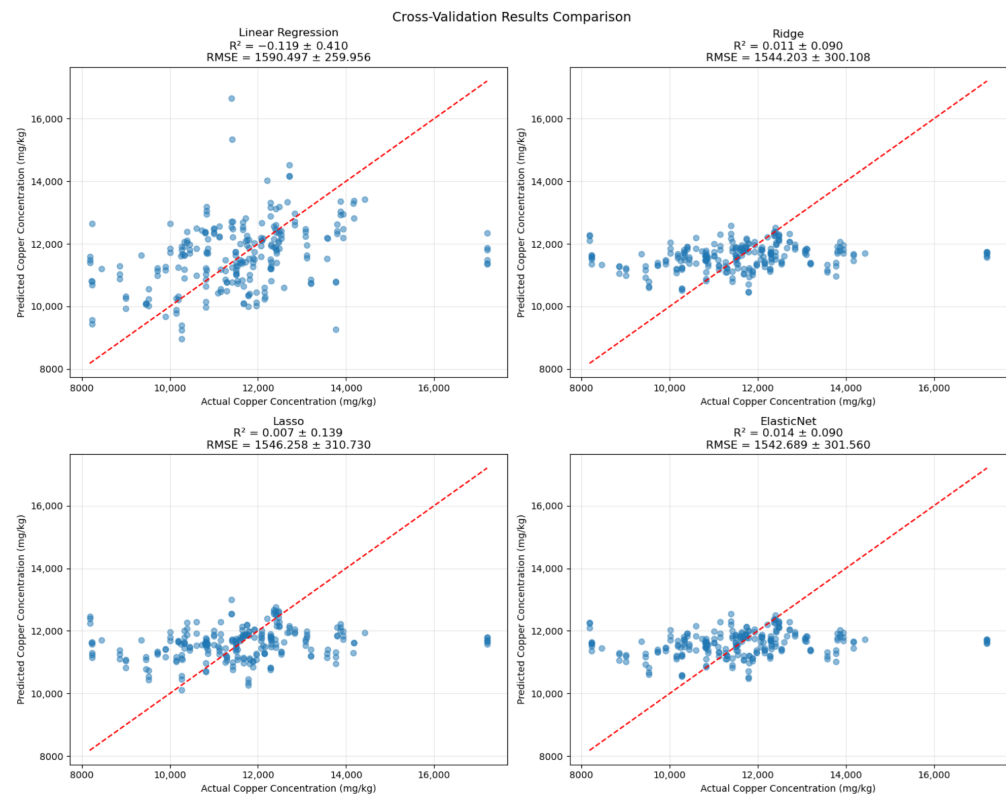 Cross-Validation Results Comparison
Linear Regression
R² = −0.119 ± 0.410
RMSE = 1590.497 ± 259.956
16,000
14,000
12,000
10,000
8000
Predicted Copper Concentration (mg/kg)
8000 10,000 12,000 14,000 16,000
Actual Copper Concentration (mg/kg)
Ridge
R² = 0.011 ± 0.090
RMSE = 1544.203 ± 300.108
16,000
14,000
12,000
10,000
8000
Predicted Copper Concentration (mg/kg)
8000 10,000 12,000 14,000 16,000
Actual Copper Concentration (mg/kg)
Lasso
R² = 0.007 ± 0.139
RMSE = 1546.258 ± 310.730
16,000
14,000
12,000
10,000
8000
Predicted Copper Concentration (mg/kg)
8000 10,000 12,000 14,000 16,000
Actual Copper Concentration (mg/kg)
ElasticNet
R² = 0.014 ± 0.090
RMSE = 1542.689 ± 301.560
16,000
14,000
12,000
10,000
8000
Predicted Copper Concentration (mg/kg)
8000 10,000 12,000 14,000 16,000
Actual Copper Concentration (mg/kg)